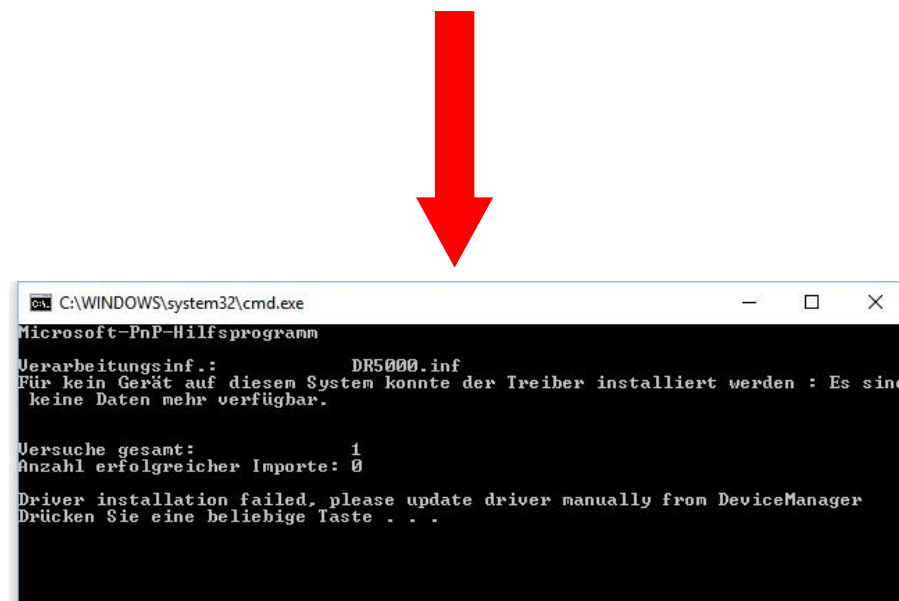 C:\WINDOWS\system32\cmd.exe
Microsoft-PnP-Hilfsprogramm
Verarbeitungsinf.: DR5000.inf
Für kein Gerät auf diesem System konnte der Treiber installiert werden : Es sind
keine Daten mehr verfügbar.
Versuche gesamt: 1
Anzahl erfolgreicher Importe: 0
Driver installation failed, please update driver manually from DeviceManager
Drücken Sie eine beliebige Taste . . .